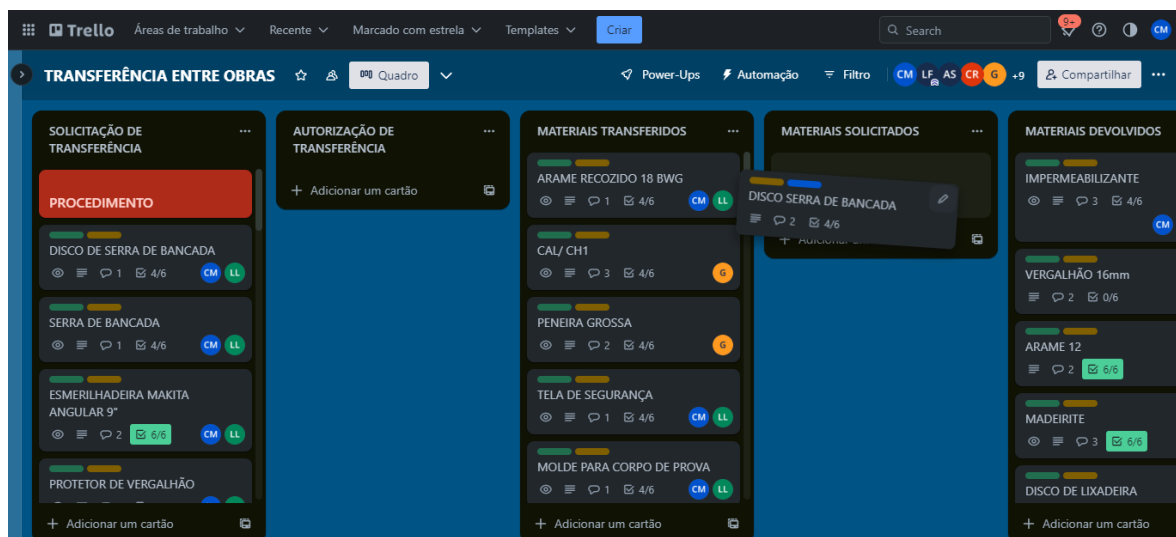 Trello Áreas de trabalho Recente Marcado com estrela Templates Criar Search 9+ CM
TRANSFERÊNCIA ENTRE OBRAS Quadro Power-Ups Automação Filtro CM LF AS CR G +9 Compartilhar
SOLICITAÇÃO DE
TRANSFERÊNCIA
PROCEDIMENTO
DISCO DE SERRA DE BANCADA
1 4/6 CM LL
SERRA DE BANCADA
1 4/6 CM LL
ESMERILHADEIRA MAKITA
ANGULAR 9"
2 6/6 CM LL
PROTETOR DE VERGALHÃO
+ Adicionar um cartão
AUTORIZAÇÃO DE
TRANSFERÊNCIA
+ Adicionar um cartão
MATERIAIS TRANSFERIDOS
ARAME RECOZIDO 18 BWG
1 4/6 CM LL
CAL/ CH1
3 4/6 G
PENEIRA GROSSA
2 4/6 G
TELA DE SEGURANÇA
1 4/6 CM LL
MOLDE PARA CORPO DE PROVA
1 4/6 CM LL
+ Adicionar um cartão
MATERIAIS SOLICITADOS
DISCO SERRA DE BANCADA
2 4/6
+ Adicionar
MATERIAIS DEVOLVIDOS
IMPERMEABILIZANTE
3 4/6
CM
VERGALHÃO 16mm
2 0/6
ARAME 12
2 6/6
MADEIRITE
3 6/6
DISCO DE LIXADEIRA
+ Adicionar um cartão